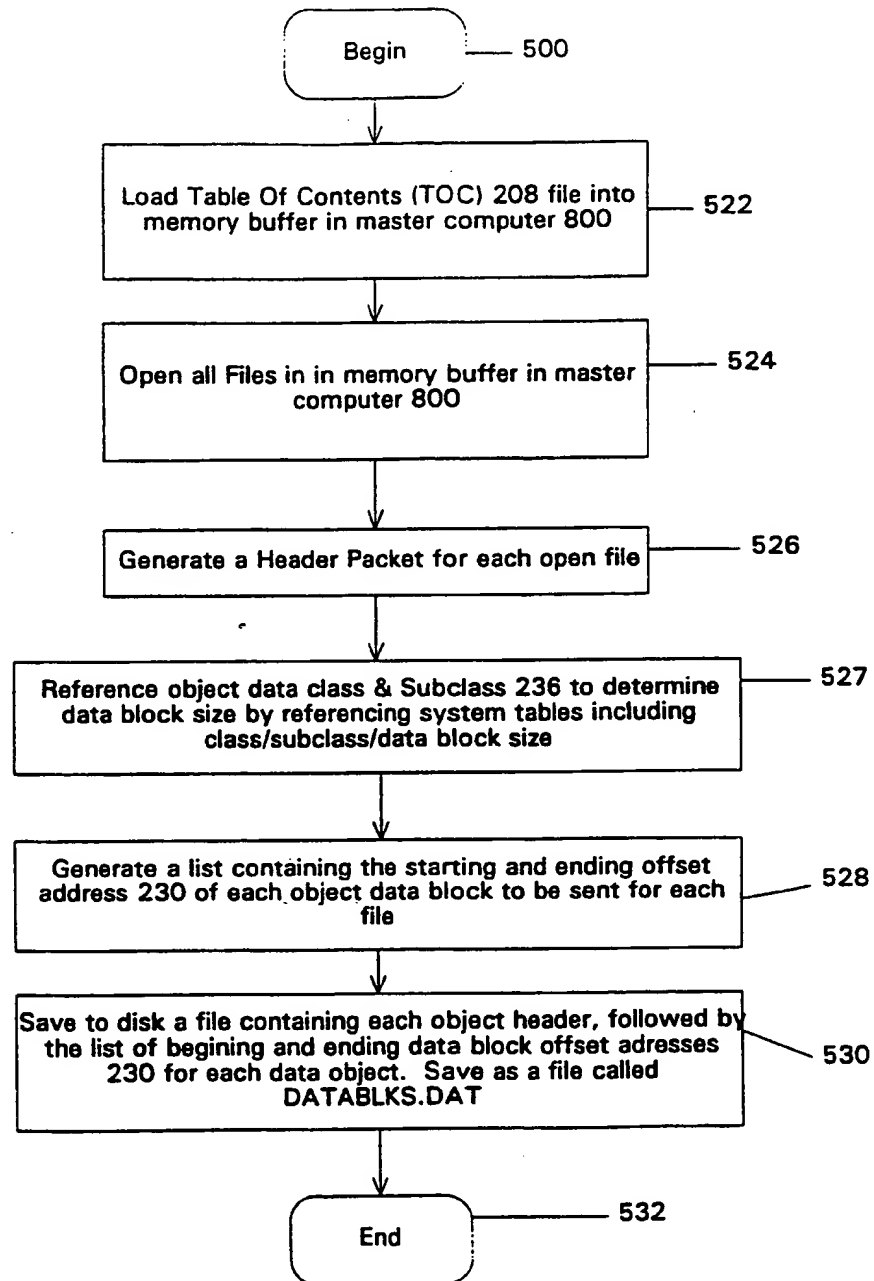 Begin
500
Load Table Of Contents (TOC) 208 file into
memory buffer in master computer 800
522
Open all Files in in memory buffer in master
computer 800
524
Generate a Header Packet for each open file
526
Reference object data class & Subclass 236 to determine
data block size by referencing system tables including
class/subclass/data block size
527
Generate a list containing the starting and ending offset
address 230 of each object data block to be sent for each
file
528
Save to disk a file containing each object header, followed by
the list of begining and ending data block offset adresses
230 for each data object. Save as a file called
DATABLKS.DAT
530
End
532